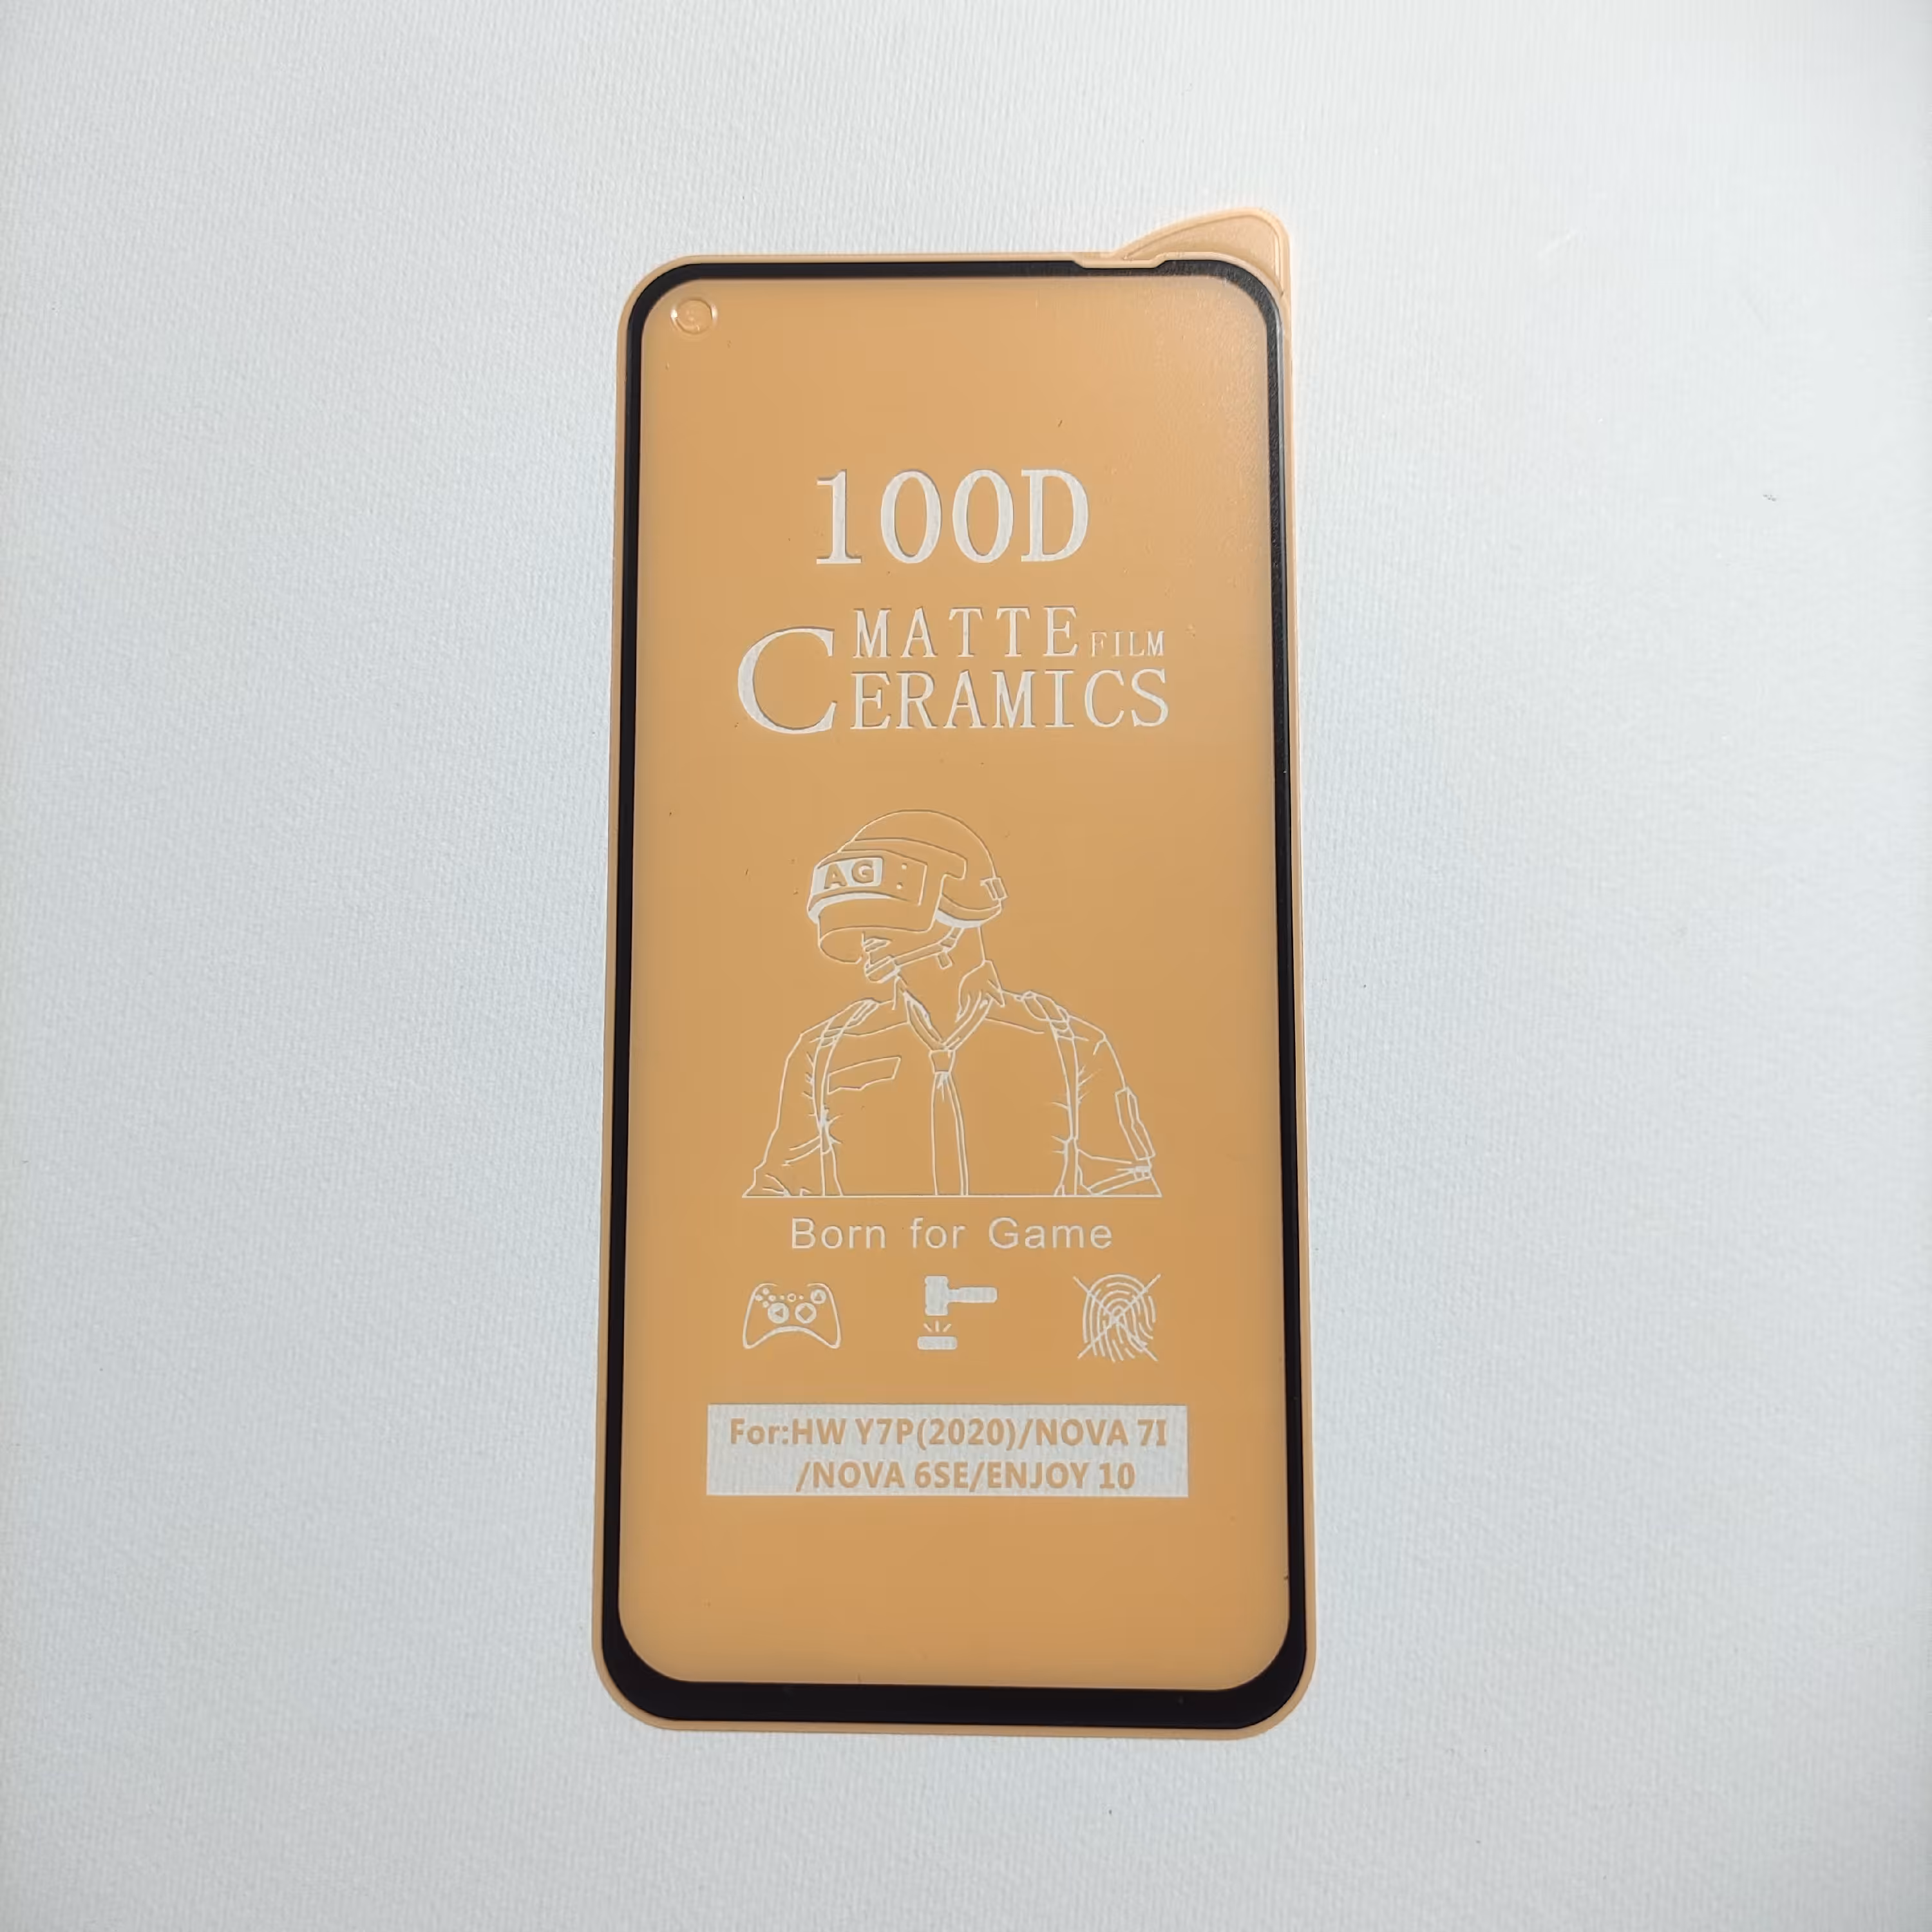 100D
MATTE FILM
CERAMICS
AG
Born for Game
For:HW Y7P(2020)/NOVA 7I
/NOVA 6SE/ENJOY 10